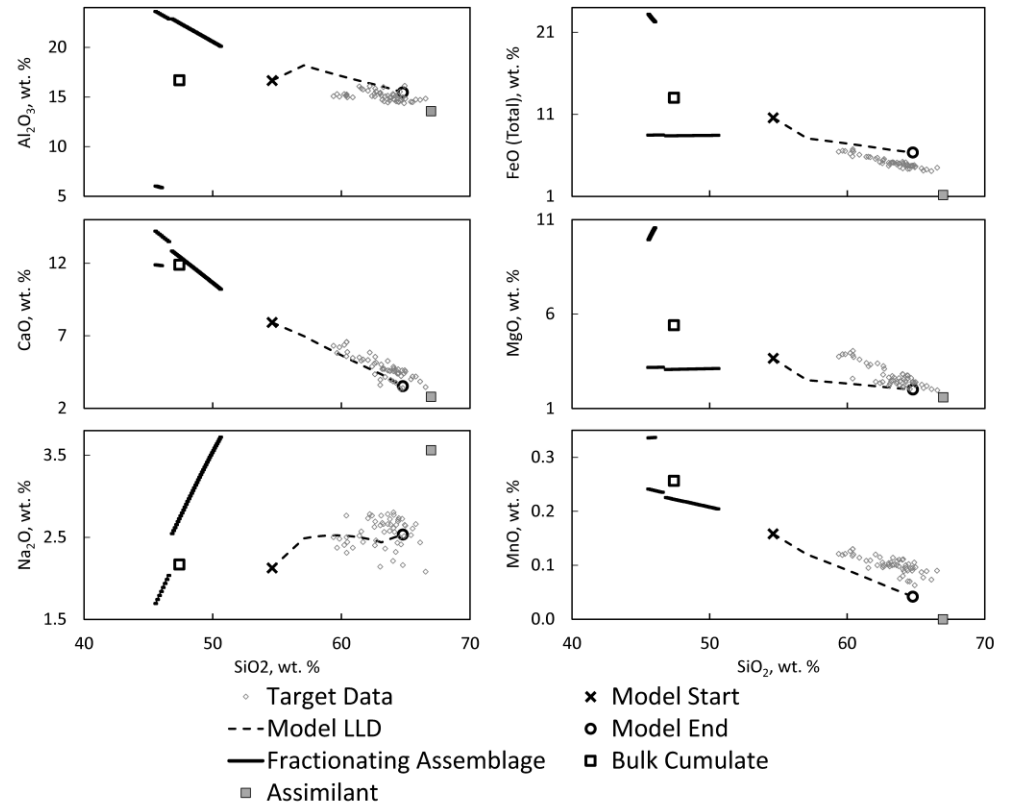 Al2O3, wt. %
20
15
10
5
FeO (Total), wt. %
21
11
1
CaO, wt. %
12
7
2
MgO, wt. %
11
6
1
Na2O, wt. %
3.5
2.5
1.5
MnO, wt. %
0.3
0.2
0.1
0.0
40 50 60 70
40 50 60 70
SiO2, wt. %
SiO2, wt. %
Target Data
Model Start
Model LLD
Model End
Fractionating Assemblage
Bulk Cumulate
Assimilant